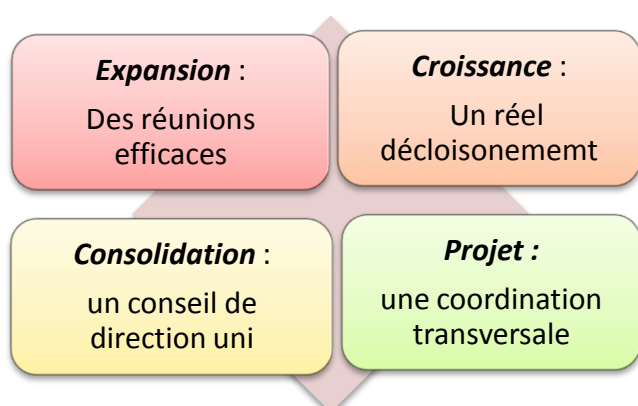 Expansion :
Des réunions
efficaces
Croissance :
Un réel
décloisonememt
Consolidation :
un conseil de
direction uni
Projet :
une coordination
transversale